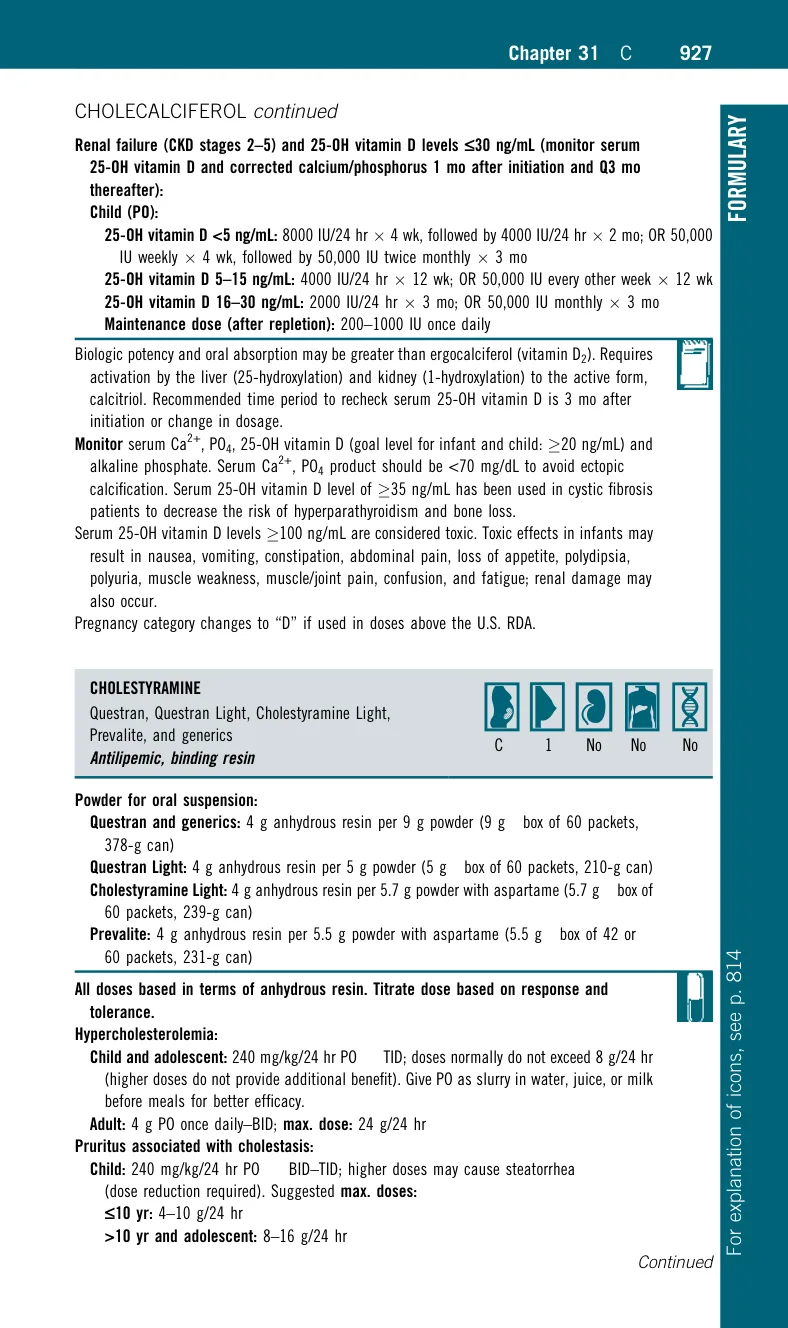 Chapter 31 C 927
CHOLECALCIFEROL continued
Renal failure (CKD stages 2–5) and 25-OH vitamin D levels ≤30 ng/mL (monitor serum
25-OH vitamin D and corrected calcium/phosphorus 1 mo after initiation and Q3 mo
thereafter):
Child (PO):
25-OH vitamin D <5 ng/mL: 8000 IU/24 hr × 4 wk, followed by 4000 IU/24 hr × 2 mo; OR 50,000
IU weekly × 4 wk, followed by 50,000 IU twice monthly × 3 mo
25-OH vitamin D 5–15 ng/mL: 4000 IU/24 hr × 12 wk; OR 50,000 IU every other week × 12 wk
25-OH vitamin D 16–30 ng/mL: 2000 IU/24 hr × 3 mo; OR 50,000 IU monthly × 3 mo
Maintenance dose (after repletion): 200–1000 IU once daily
Biologic potency and oral absorption may be greater than ergocalciferol (vitamin D₂). Requires
activation by the liver (25-hydroxylation) and kidney (1-hydroxylation) to the active form,
calcitriol. Recommended time period to recheck serum 25-OH vitamin D is 3 mo after
initiation or change in dosage.
Monitor serum Ca²⁺, PO₄, 25-OH vitamin D (goal level for infant and child: ≥20 ng/mL) and
alkaline phosphate. Serum Ca²⁺, PO₄ product should be <70 mg/dL to avoid ectopic
calcification. Serum 25-OH vitamin D level of ≥35 ng/mL has been used in cystic fibrosis
patients to decrease the risk of hyperparathyroidism and bone loss.
Serum 25-OH vitamin D levels ≥100 ng/mL are considered toxic. Toxic effects in infants may
result in nausea, vomiting, constipation, abdominal pain, loss of appetite, polydipsia,
polyuria, muscle weakness, muscle/joint pain, confusion, and fatigue; renal damage may
also occur.
Pregnancy category changes to “D” if used in doses above the U.S. RDA.
CHOLESTYRAMINE
Questran, Questran Light, Cholestyramine Light,
Prevalite, and generics
Antilipemic, binding resin
C 1 No No No
Powder for oral suspension:
Questran and generics: 4 g anhydrous resin per 9 g powder (9 g box of 60 packets,
378-g can)
Questran Light: 4 g anhydrous resin per 5 g powder (5 g box of 60 packets, 210-g can)
Cholestyramine Light: 4 g anhydrous resin per 5.7 g powder with aspartame (5.7 g box of
60 packets, 239-g can)
Prevalite: 4 g anhydrous resin per 5.5 g powder with aspartame (5.5 g box of 42 or
60 packets, 231-g can)
All doses based in terms of anhydrous resin. Titrate dose based on response and
tolerance.
Hypercholesterolemia:
Child and adolescent: 240 mg/kg/24 hr PO TID; doses normally do not exceed 8 g/24 hr
(higher doses do not provide additional benefit). Give PO as slurry in water, juice, or milk
before meals for better efficacy.
Adult: 4 g PO once daily–BID; max. dose: 24 g/24 hr
Pruritus associated with cholestasis:
Child: 240 mg/kg/24 hr PO BID–TID; higher doses may cause steatorrhea
(dose reduction required). Suggested max. doses:
≤10 yr: 4–10 g/24 hr
>10 yr and adolescent: 8–16 g/24 hr
Continued
FORMULARY
For explanation of icons, see p. 814